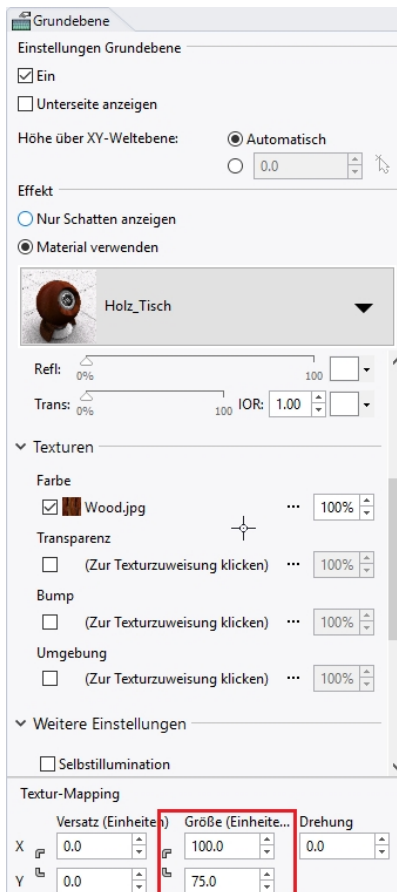 Grundebene
Einstellungen Grundebene
Ein
Unterseite anzeigen
Höhe über XY-Weltebene: Automatisch
0.0
Effekt
Nur Schatten anzeigen
Material verwenden
Holz_Tisch
Refl: 0% 100
Trans: 0% 100 IOR: 1.00
Texturen
Farbe
Wood.jpg ... 100%
Transparenz
(Zur Texturzuweisung klicken) ... 100%
Bump
(Zur Texturzuweisung klicken) ... 100%
Umgebung
(Zur Texturzuweisung klicken) ... 100%
Weitere Einstellungen
Selbstillumination
Textur-Mapping
Versatz (Einheiten) Größe (Einheite... Drehung
X 0.0 100.0 0.0
Y 0.0 75.0